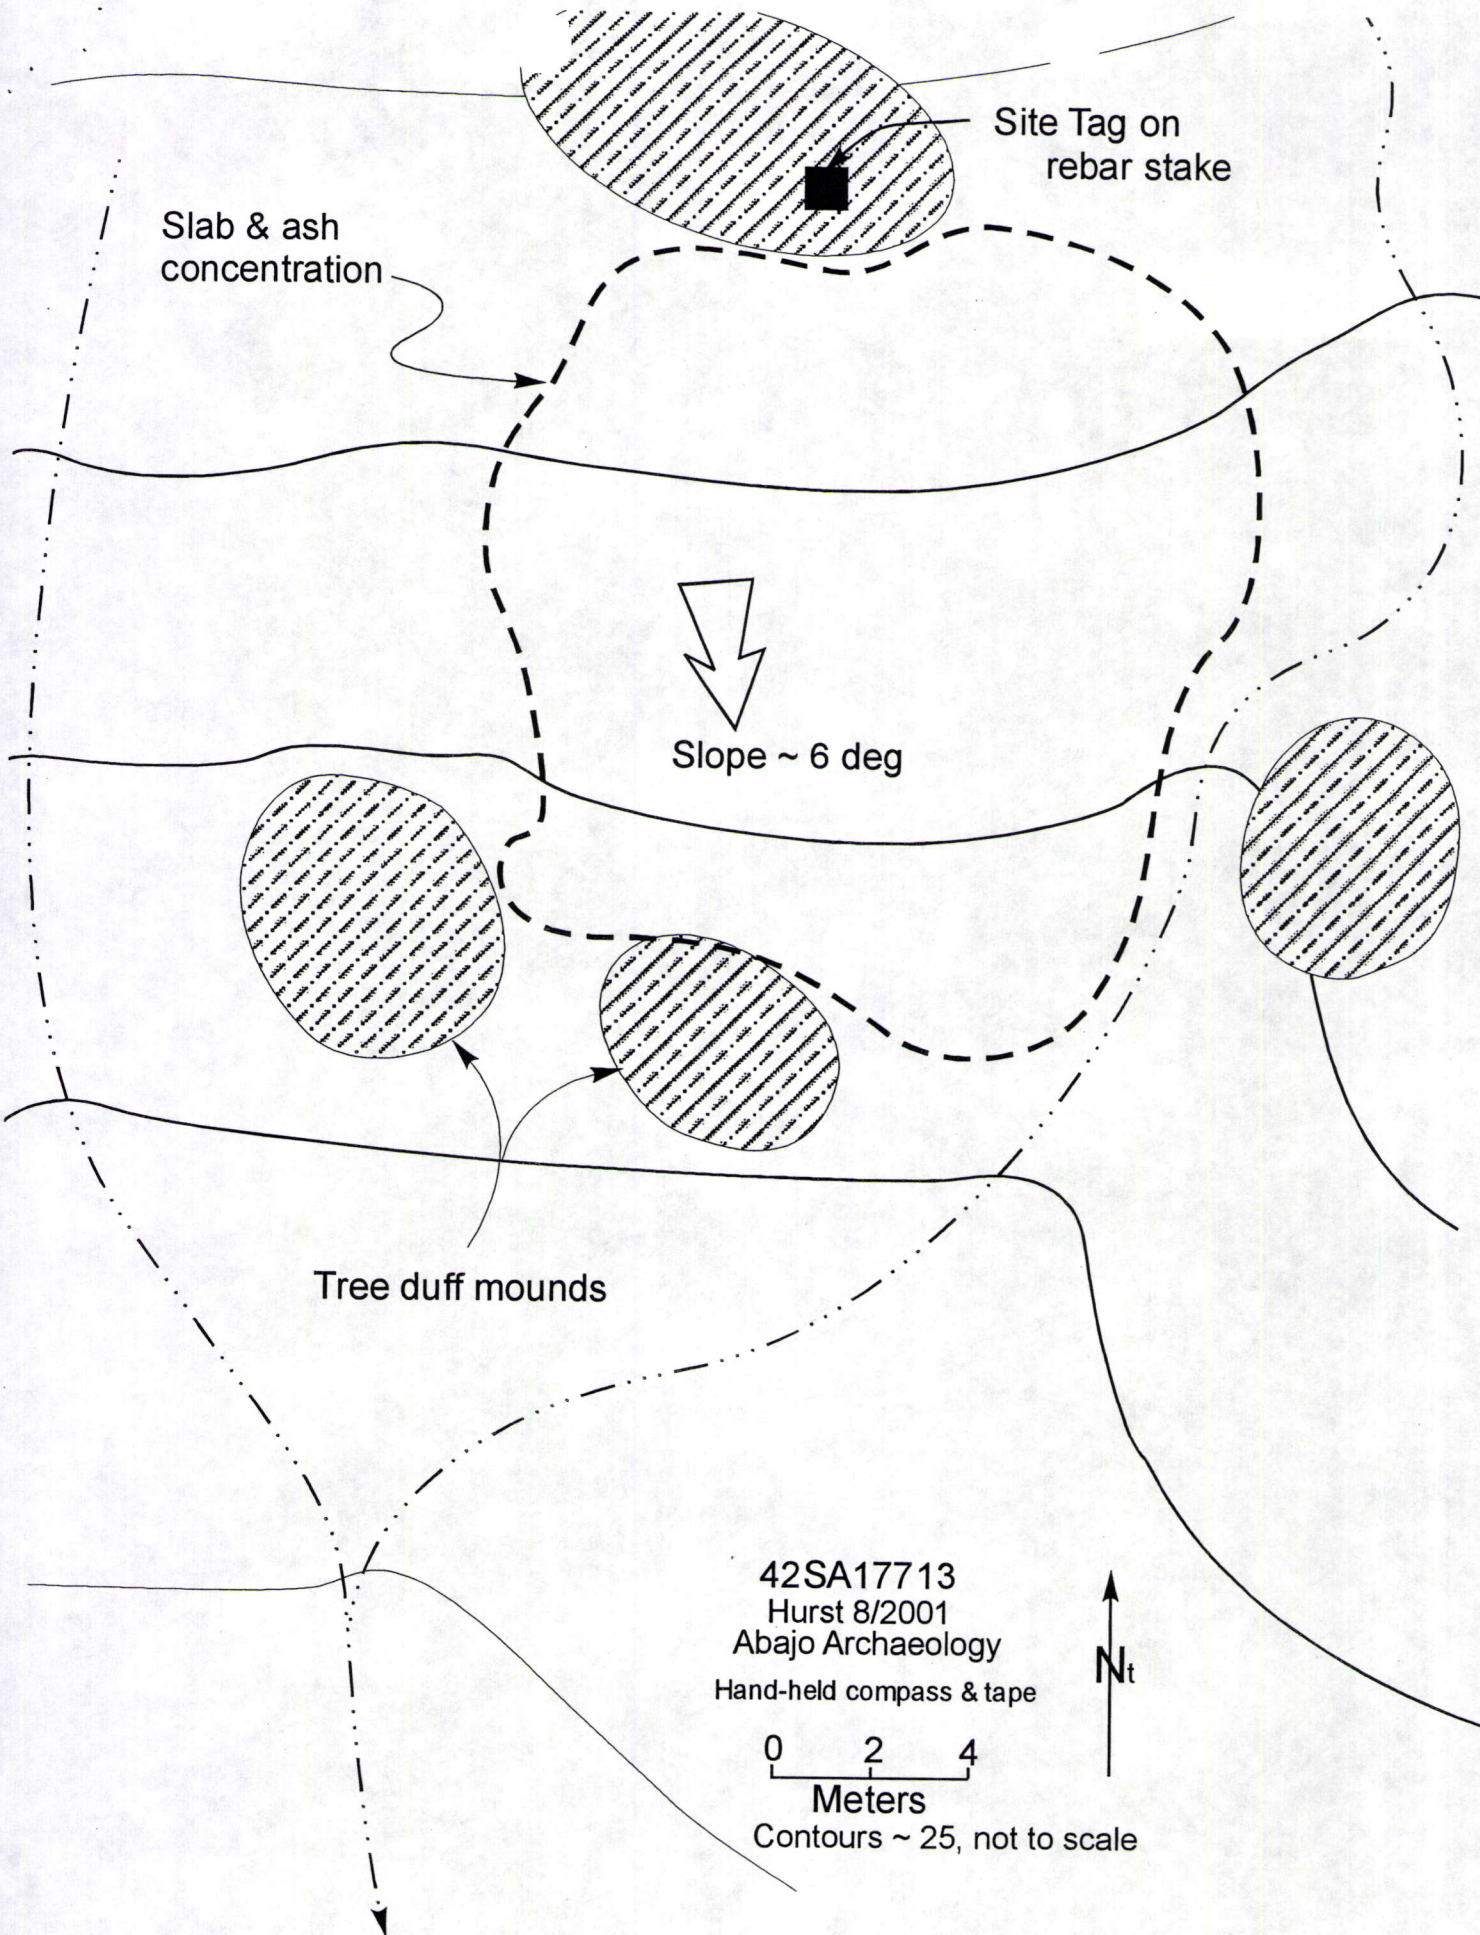 Site Tag on
rebar stake
Slab & ash
concentration
Slope ~ 6 deg
Tree duff mounds
42SA17713
Hurst 8/2001
Abajo Archaeology
Hand-held compass & tape
Nt
0 2 4
Meters
Contours ~ 25, not to scale